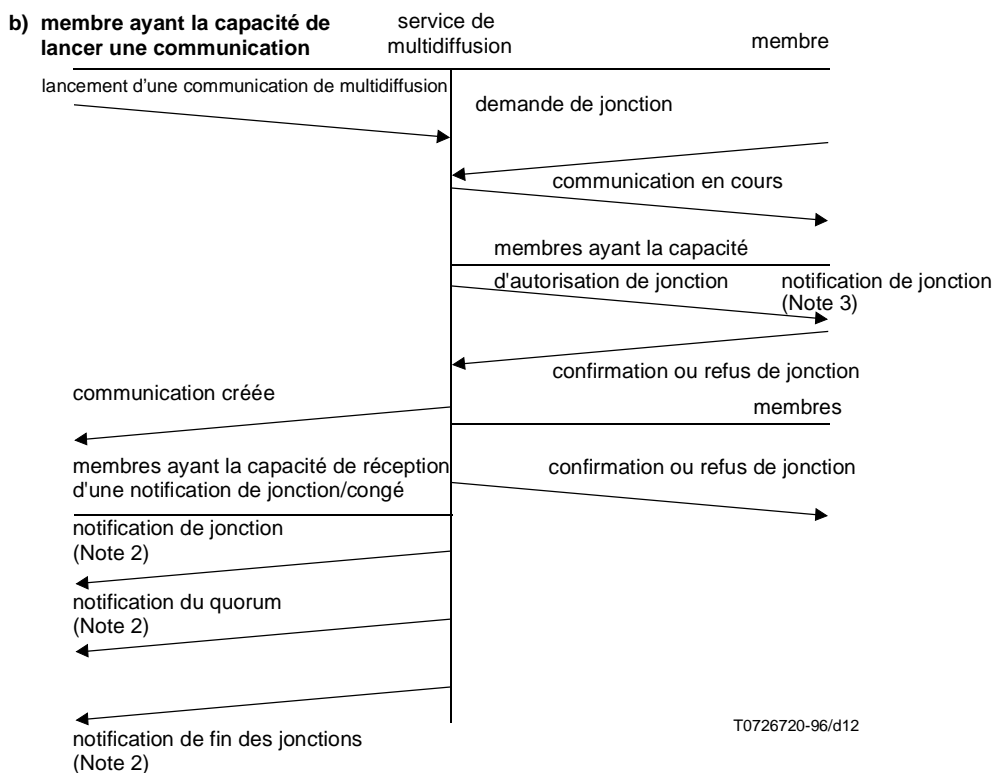 b) membre ayant la capacité de
lancer une communication
service de
multidiffusion
membre
lancement d'une communication de multidiffusion
demande de jonction
communication en cours
membres ayant la capacité
d'autorisation de jonction
notification de jonction
(Note 3)
confirmation ou refus de jonction
communication créée
membres
membres ayant la capacité de réception
d'une notification de jonction/congé
confirmation ou refus de jonction
notification de jonction
(Note 2)
notification du quorum
(Note 2)
notification de fin des jonctions
(Note 2)
T0726720-96/d12